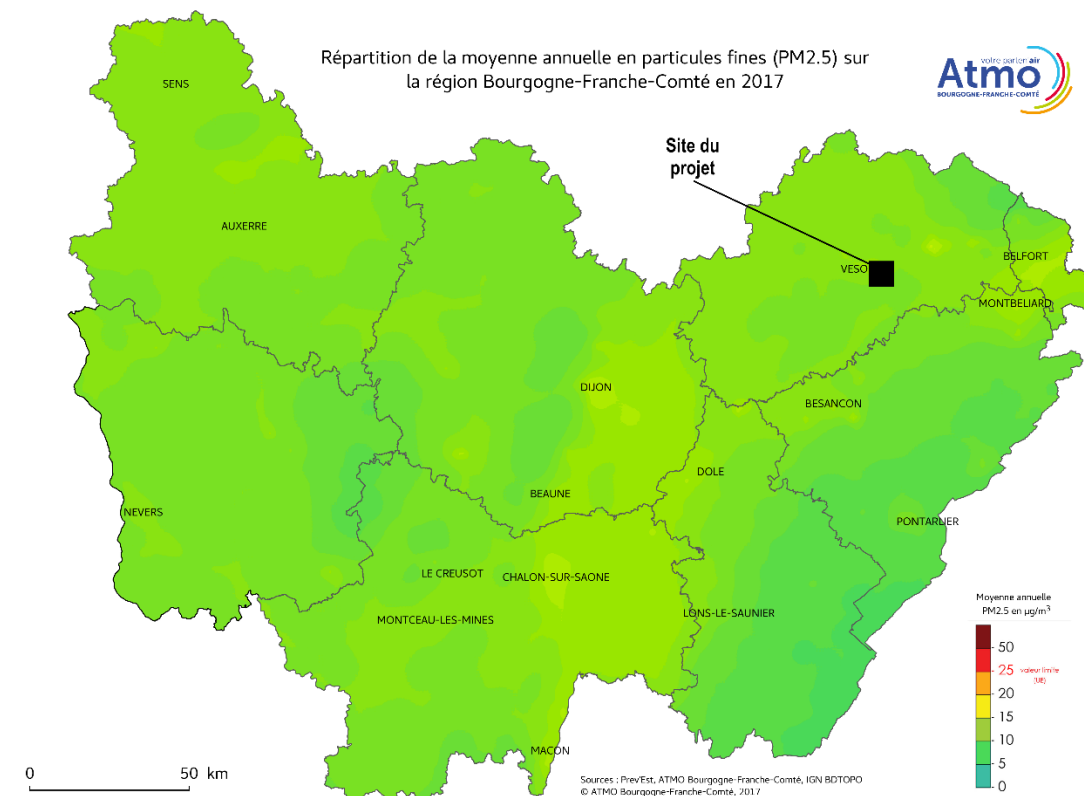 Répartition de la moyenne annuelle en particules fines (PM2.5) sur
la région Bourgogne-Franche-Comté en 2017
votre parten air
Atmo
BOURGOGNE-FRANCHE-COMTÉ
SENS
Site du
projet
AUXERRE
VESO
BELFORT
MONTBELIARD
DIJON
BESANCON
DOLE
BEAUNE
NEVERS
PONTARLIER
LE CREUSOT
CHALON-SUR-SAONE
MONTCEAU-LES-MINES
LONS-LE-SAUNIER
MACON
Moyenne annuelle
PM2.5 en µg/m³
50
25 valeur limite
(UE)
20
15
10
5
0
0 50 km
Sources : Prev'Est, ATMO Bourgogne-Franche-Comté, IGN BDTOPO
© ATMO Bourgogne-Franche-Comté, 2017